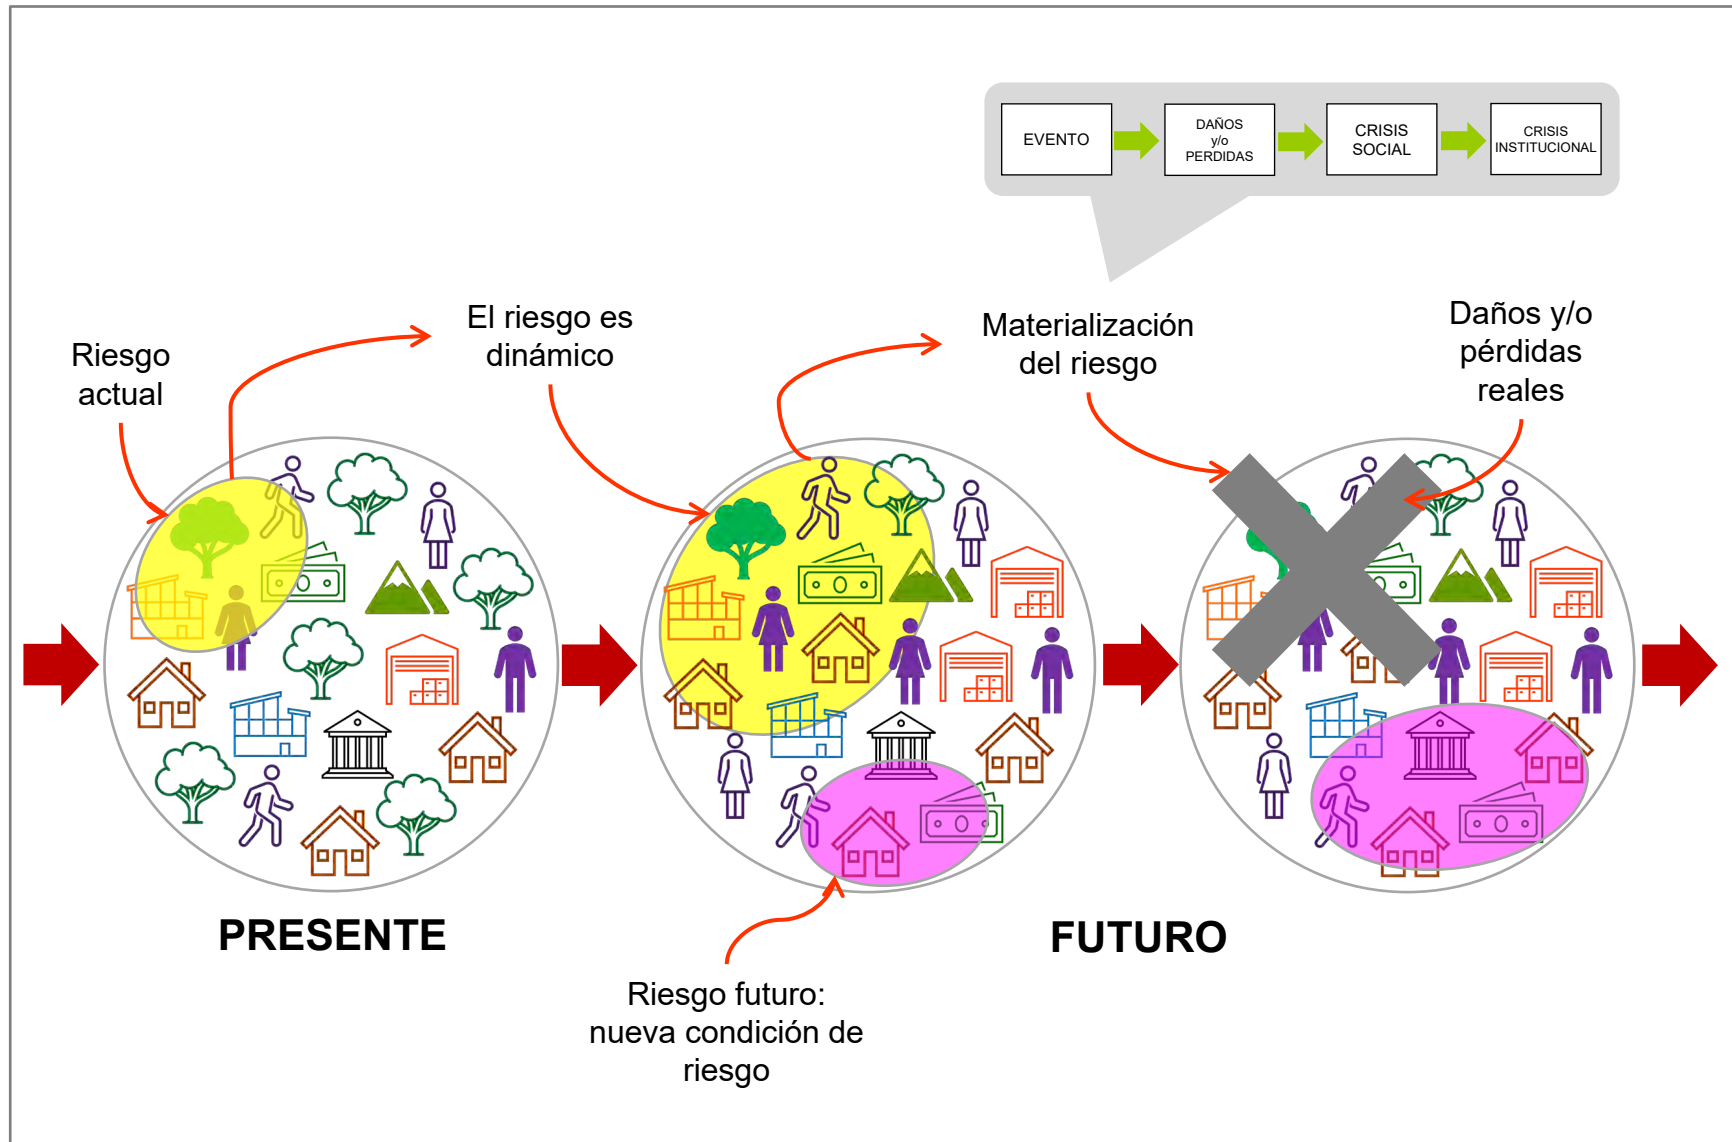 EVENTO
DAÑOS
y/o
PERDIDAS
CRISIS
SOCIAL
CRISIS
INSTITUCIONAL
Riesgo
actual
El riesgo es
dinámico
Materialización
del riesgo
Daños y/o
pérdidas
reales
PRESENTE
FUTURO
Riesgo futuro:
nueva condición de
riesgo